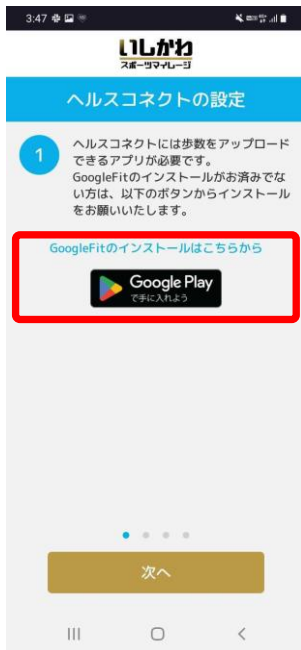 3:47
いしかわ
スポーツマイレージ
ヘルスコネクトの設定
1
ヘルスコネクトには歩数をアップロード
できるアプリが必要です。
GoogleFitのインストールがお済みでな
い方は、以下のボタンからインストール
をお願いいたします。
GoogleFitのインストールはこちらから
Google Play
で手に入れよう
次へ